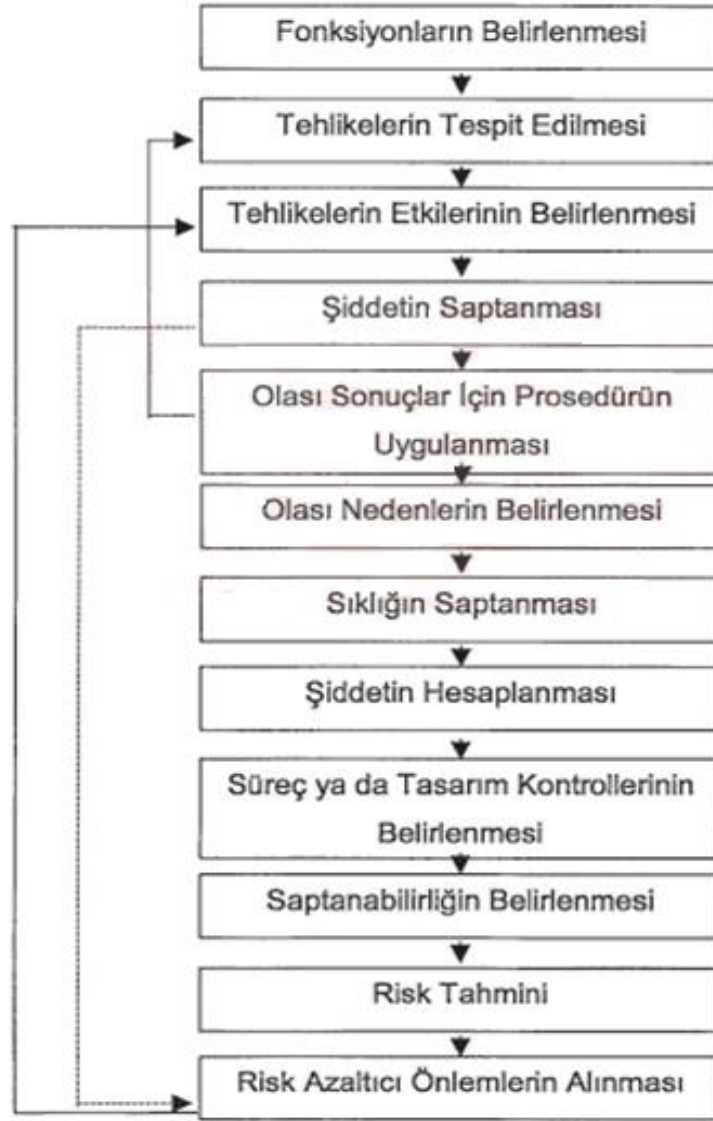 Fonksiyonların Belirlenmesi
Tehlikelerin Tespit Edilmesi
Tehlikelerin Etkilerinin Belirlenmesi
Şiddetin Saptanması
Olası Sonuçlar İçin Prosedürün
Uygulanması
Olası Nedenlerin Belirlenmesi
Sıklığın Saptanması
Şiddetin Hesaplanması
Süreç ya da Tasarım Kontrollerinin
Belirlenmesi
Saptanabilirliğin Belirlenmesi
Risk Tahmini
Risk Azaltıcı Önlemlerin Alınması